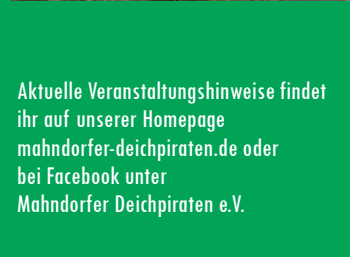 Aktuelle Veranstaltungshinweise findet
ihr auf unserer Homepage
mahndorfer-deichpiraten.de oder
bei Facebook unter
Mahndorfer Deichpiraten e.V.